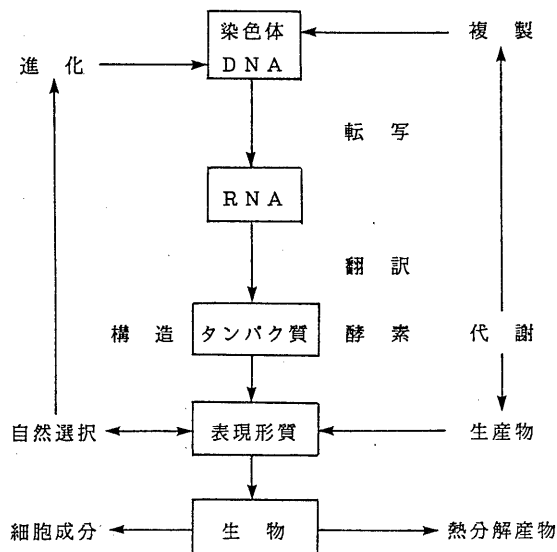 染色体
DNA
複製
進化
転写
RNA
翻訳
構造 タンパク質 酵素 代謝
自然選択 表現形質 生産物
細胞成分 生物 熱分解産物